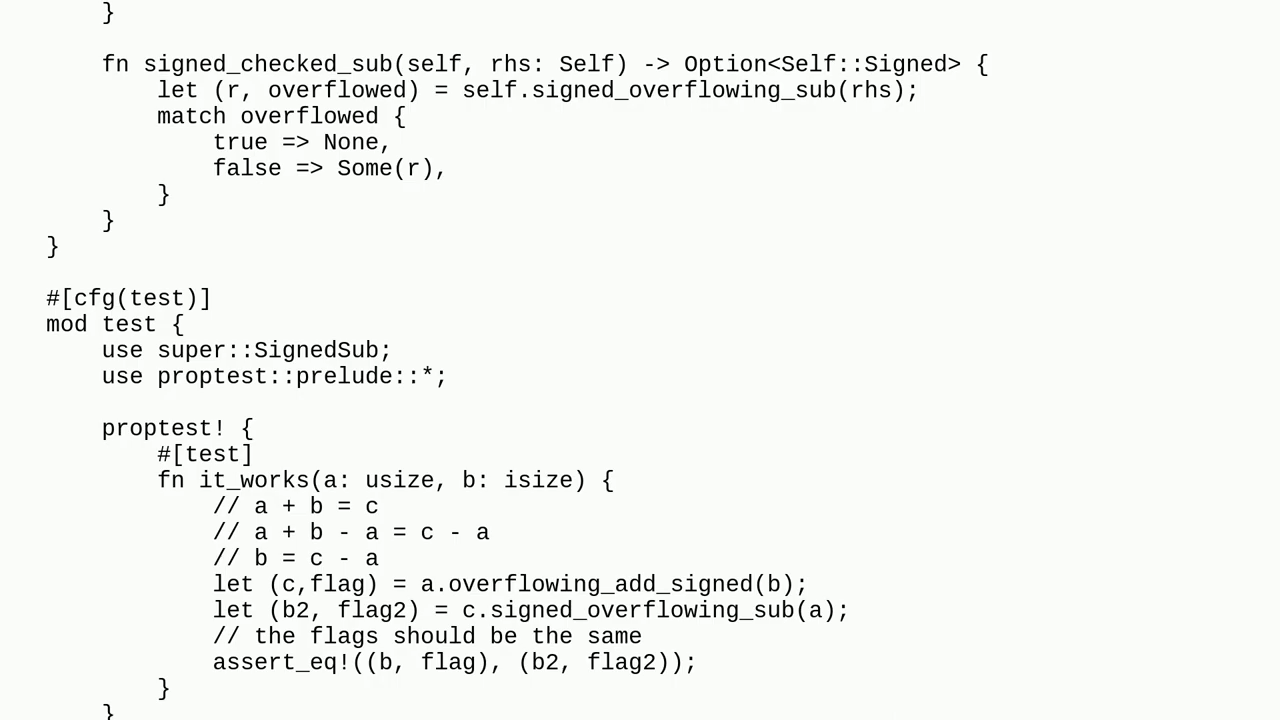 }

    fn signed_checked_sub(self, rhs: Self) -> Option<Self::Signed> {
        let (r, overflowed) = self.signed_overflowing_sub(rhs);
        match overflowed {
            true => None,
            false => Some(r),
        }
    }
}

#[cfg(test)]
mod test {
    use super::SignedSub;
    use proptest::prelude::*;

    proptest! {
        #[test]
        fn it_works(a: usize, b: isize) {
            // a + b = c
            // a + b - a = c - a
            // b = c - a
            let (c,flag) = a.overflowing_add_signed(b);
            let (b2, flag2) = c.signed_overflowing_sub(a);
            // the flags should be the same
            assert_eq!((b, flag), (b2, flag2));
        }
    }